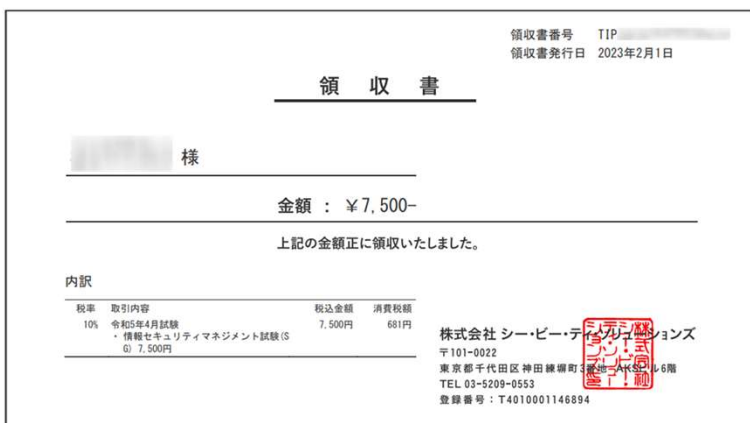 領収書番号 TIP
領収書発行日 2023年2月1日
領 収 書
様
金額 : ¥7,500-
上記の金額正に領収いたしました。
内訳
税率 取引内容 税込金額 消費税額
10% 令和5年4月試験 7,500円 681円
・ 情報セキュリティマネジメント試験(S
G) 7,500円
株式会社 シー・ビー・ティ・ソリューションズ
〒101-0022
東京都千代田区神田練塀町3番地 AKSビル6階
TEL 03-5209-0553
登録番号:T4010001146894